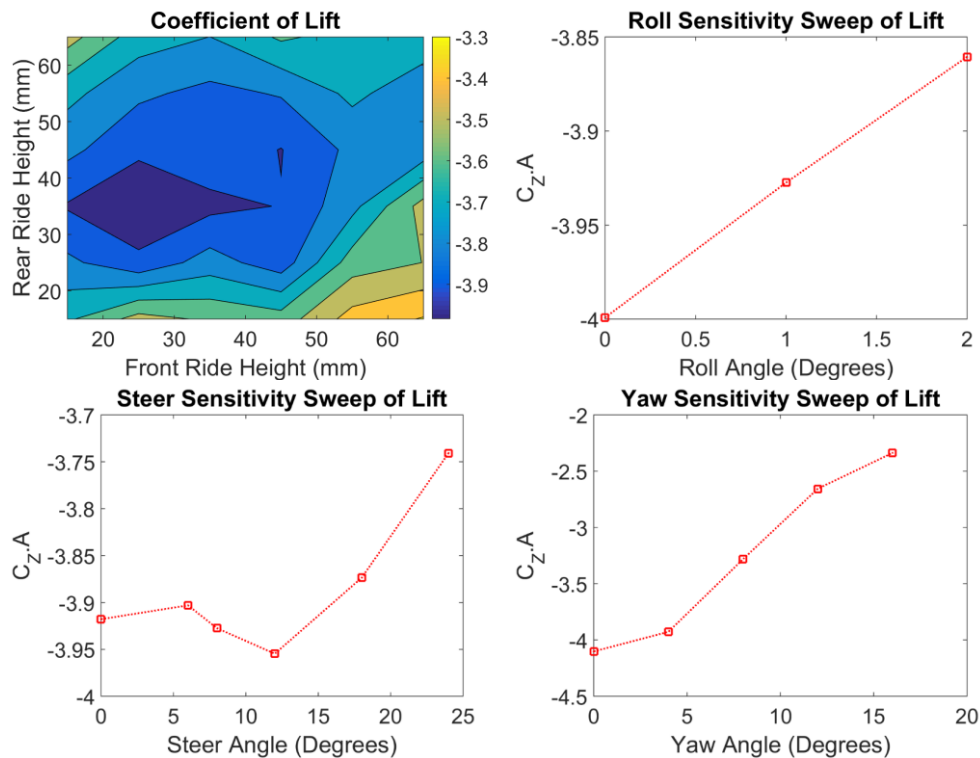 Coefficient of Lift
60
50
40
30
20
Rear Ride Height (mm)
20 30 40 50 60
Front Ride Height (mm)
-3.3
-3.4
-3.5
-3.6
-3.7
-3.8
-3.9
Roll Sensitivity Sweep of Lift
-3.85
-3.9
-3.95
-4
C_Z.A
0 0.5 1 1.5 2
Roll Angle (Degrees)
Steer Sensitivity Sweep of Lift
-3.7
-3.75
-3.8
-3.85
-3.9
-3.95
-4
C_Z.A
0 5 10 15 20 25
Steer Angle (Degrees)
Yaw Sensitivity Sweep of Lift
-2
-2.5
-3
-3.5
-4
-4.5
C_Z.A
0 5 10 15 20
Yaw Angle (Degrees)